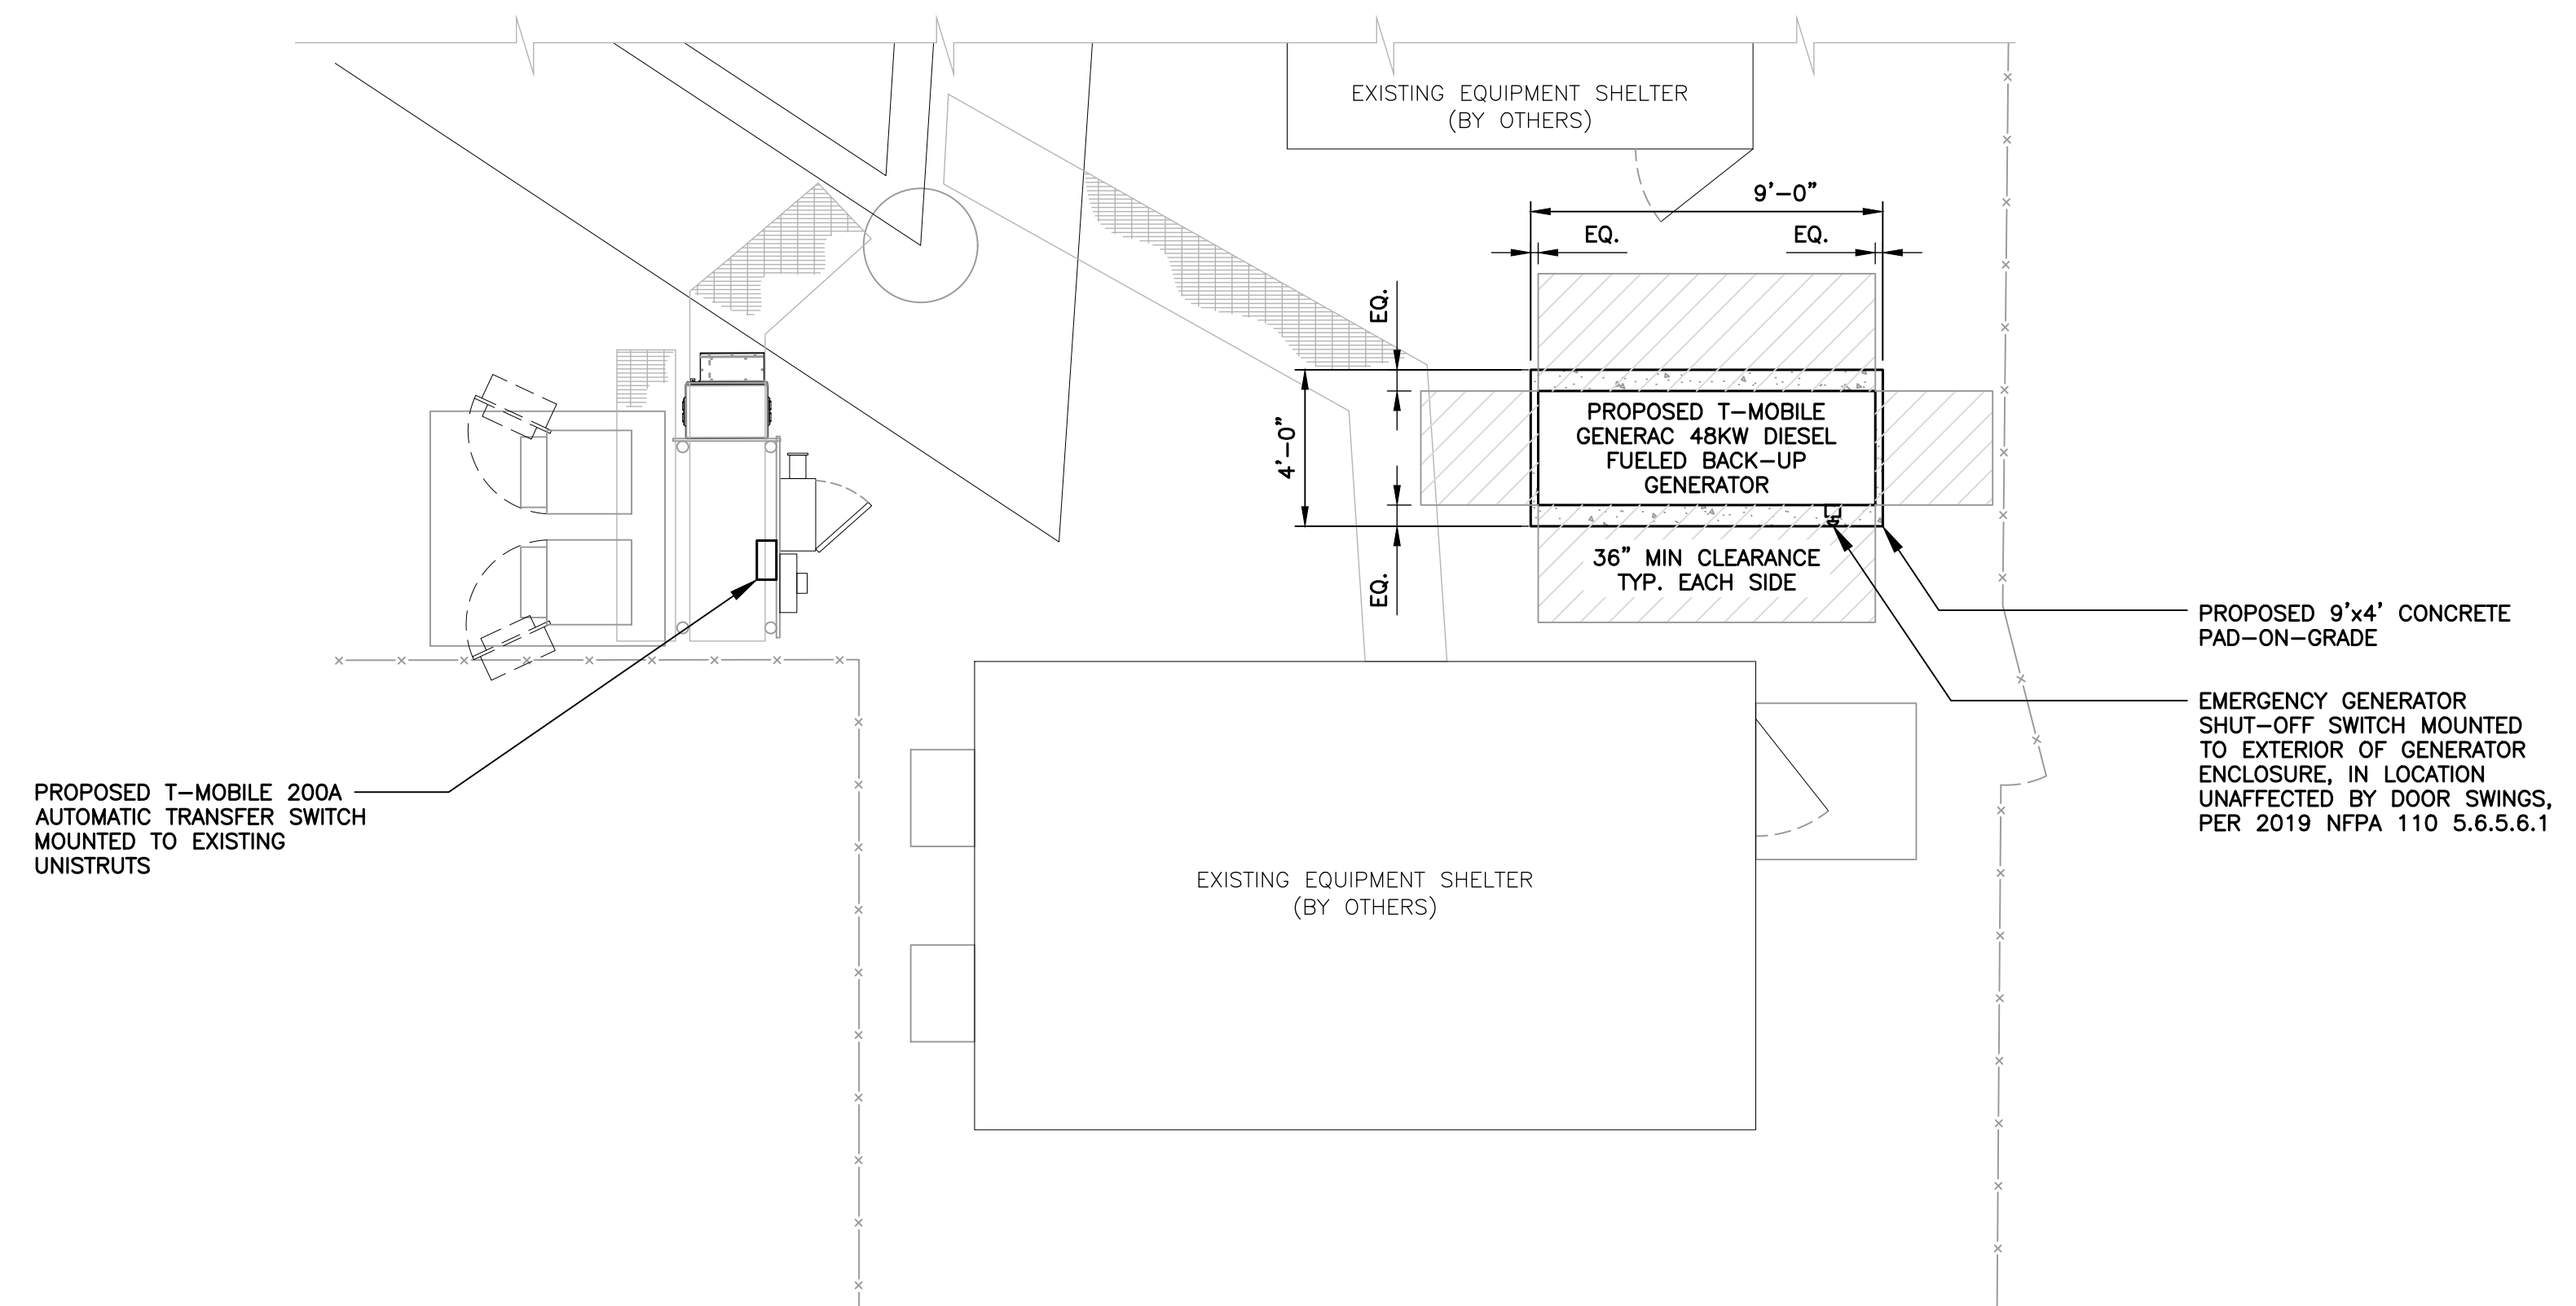 EXISTING EQUIPMENT SHELTER
(BY OTHERS)
9'-0"
EQ.
EQ.
EQ.
4'-0"
EQ.
PROPOSED T-MOBILE
GENERAC 48KW DIESEL
FUELED BACK-UP
GENERATOR
36" MIN CLEARANCE
TYP. EACH SIDE
PROPOSED 9'x4' CONCRETE
PAD-ON-GRADE
EMERGENCY GENERATOR
SHUT-OFF SWITCH MOUNTED
TO EXTERIOR OF GENERATOR
ENCLOSURE, IN LOCATION
UNAFFECTED BY DOOR SWINGS,
PER 2019 NFPA 110 5.6.5.6.1
PROPOSED T-MOBILE 200A
AUTOMATIC TRANSFER SWITCH
MOUNTED TO EXISTING
UNISTRUTS
EXISTING EQUIPMENT SHELTER
(BY OTHERS)